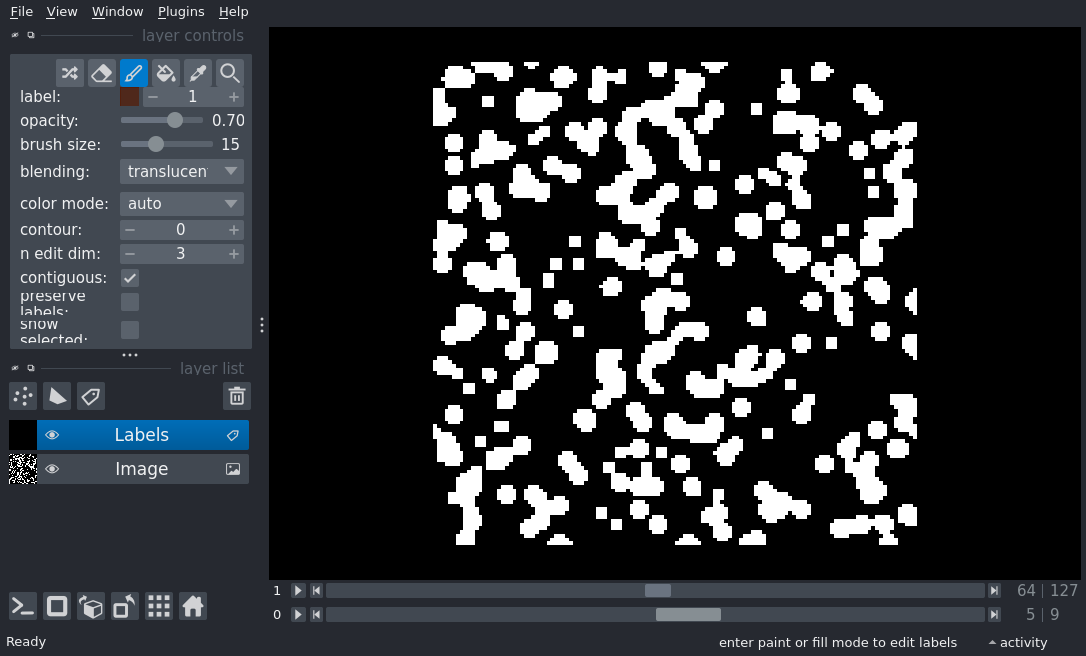 File View Window Plugins Help
layer controls
label: − 1 +
opacity: 0.70
brush size: 15
blending: translucen
color mode: auto
contour: − 0 +
n edit dim: − 3 +
contiguous:
preserve
labels:
show
selected:
layer list
Labels
Image
1 64 | 127
0 5 | 9
Ready enter paint or fill mode to edit labels activity